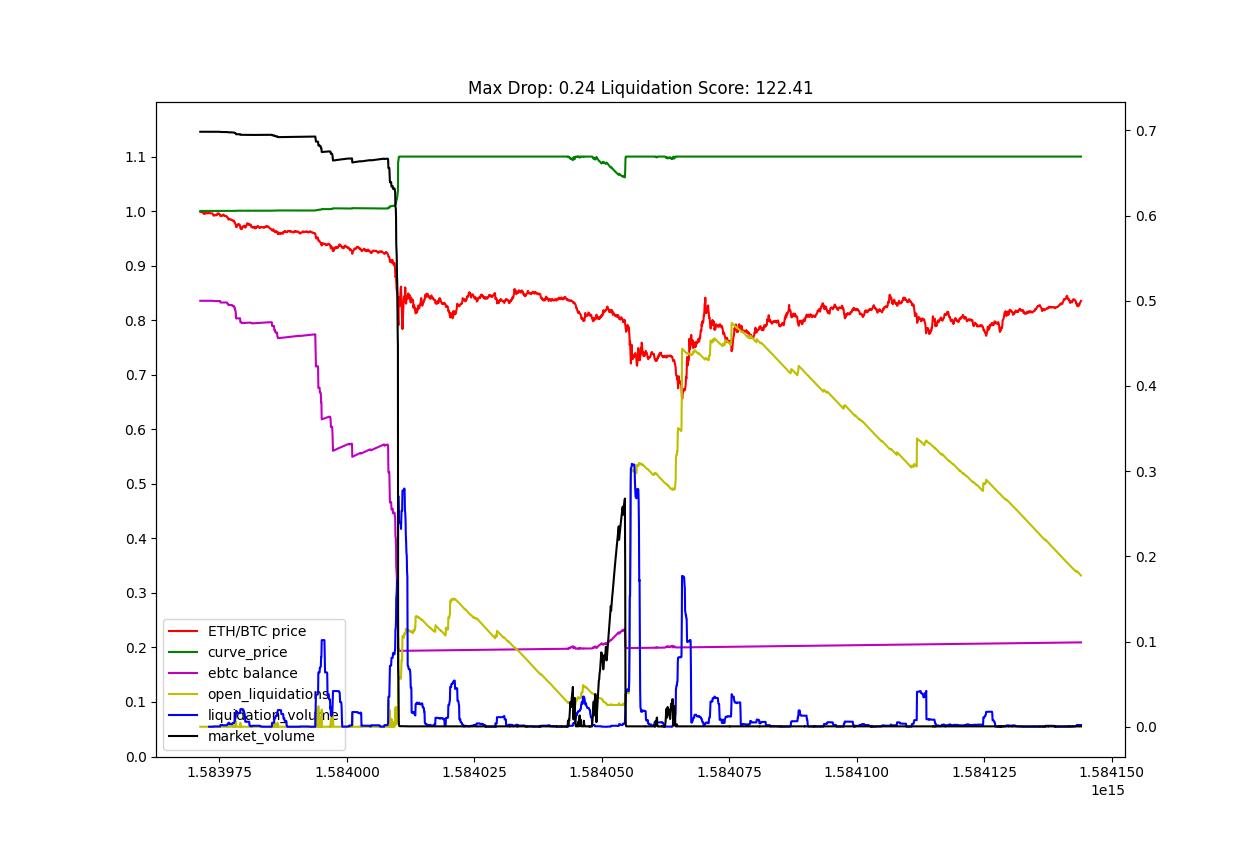 Max Drop: 0.24 Liquidation Score: 122.41
1.1
1.0
0.9
0.8
0.7
0.6
0.5
0.4
0.3
0.2
0.1
0.0
0.7
0.6
0.5
0.4
0.3
0.2
0.1
0.0
ETH/BTC price
curve_price
ebtc balance
open_liquidations
liquidation_volume
market_volume
1.583975 1.584000 1.584025 1.584050 1.584075 1.584100 1.584125 1.584150
1e15